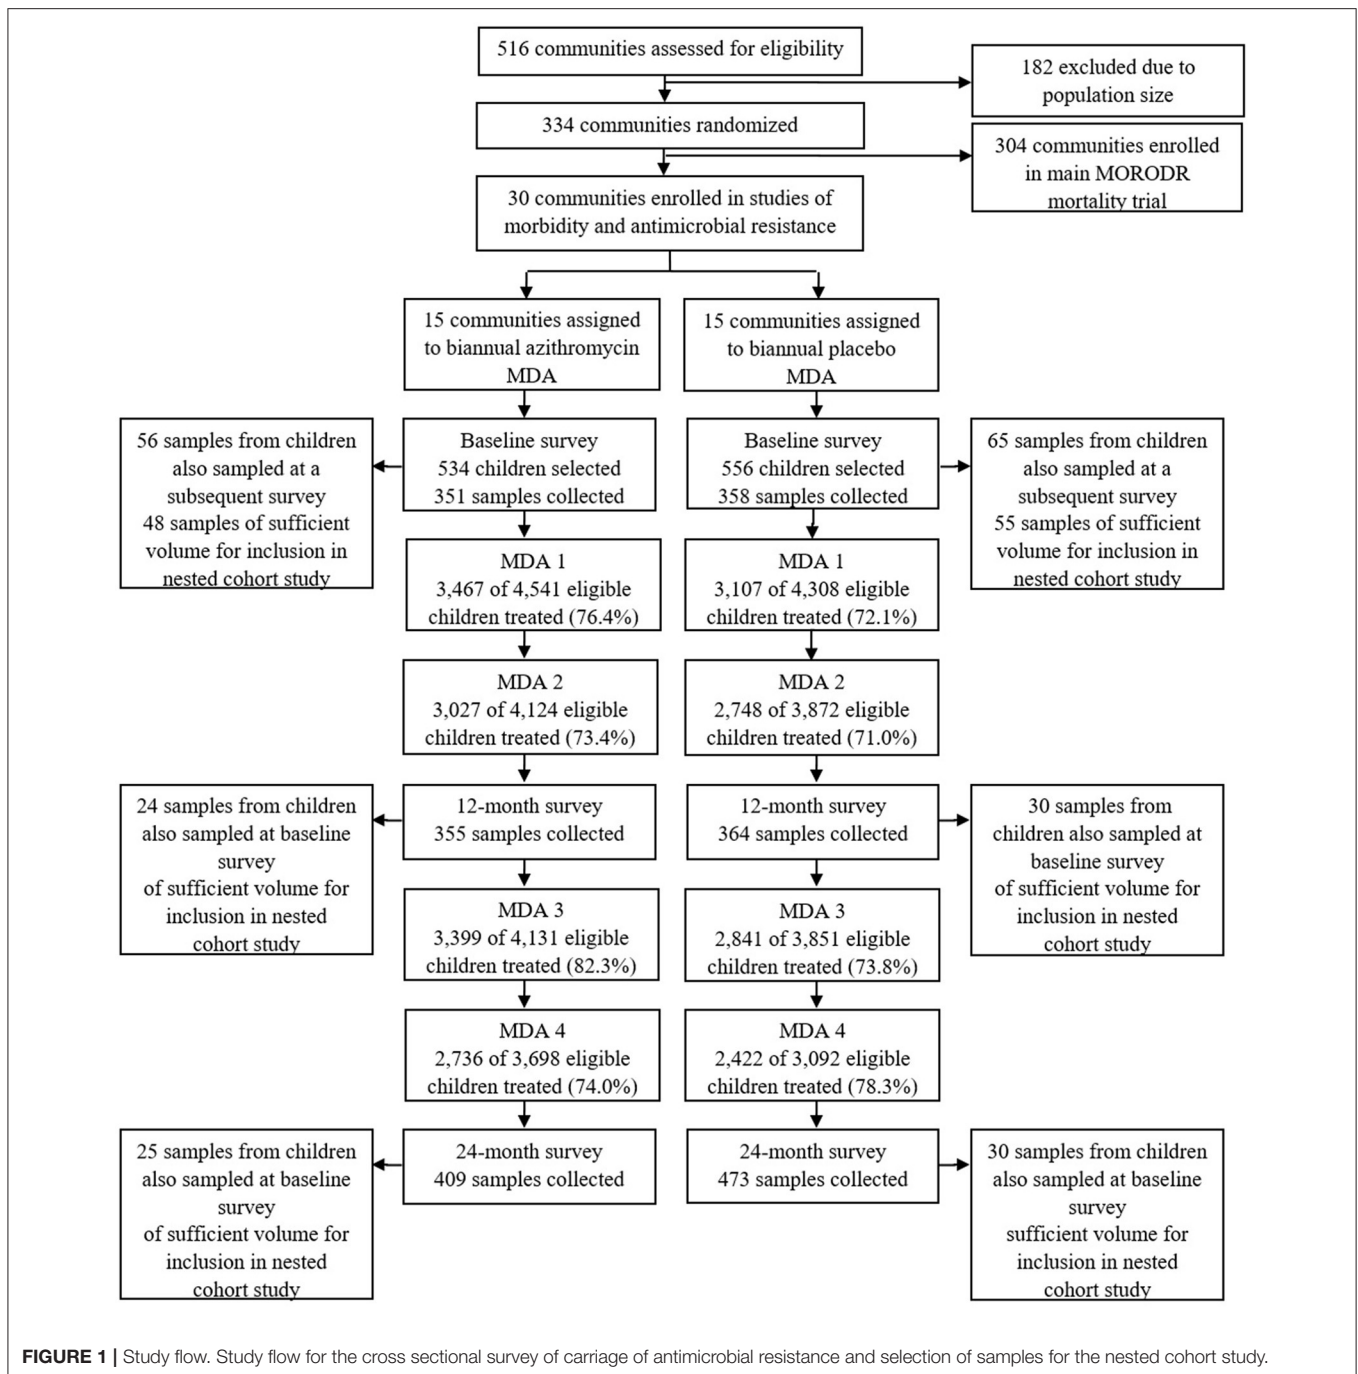 516 communities assessed for eligibility
182 excluded due to
population size
334 communities randomized
304 communities enrolled
in main MORODR
mortality trial
30 communities enrolled in studies of
morbidity and antimicrobial resistance
15 communities assigned
to biannual azithromycin
MDA
15 communities assigned
to biannual placebo
MDA
56 samples from children
also sampled at a
subsequent survey
48 samples of sufficient
volume for inclusion in
nested cohort study
Baseline survey
534 children selected
351 samples collected
Baseline survey
556 children selected
358 samples collected
65 samples from children
also sampled at a
subsequent survey
55 samples of sufficient
volume for inclusion in
nested cohort study
MDA 1
3,467 of 4,541 eligible
children treated (76.4%)
MDA 1
3,107 of 4,308 eligible
children treated (72.1%)
MDA 2
3,027 of 4,124 eligible
children treated (73.4%)
MDA 2
2,748 of 3,872 eligible
children treated (71.0%)
24 samples from children
also sampled at baseline
survey
of sufficient volume for
inclusion in nested
cohort study
12-month survey
355 samples collected
12-month survey
364 samples collected
30 samples from
children also sampled at
baseline survey
of sufficient volume for
inclusion in nested
cohort study
MDA 3
3,399 of 4,131 eligible
children treated (82.3%)
MDA 3
2,841 of 3,851 eligible
children treated (73.8%)
MDA 4
2,736 of 3,698 eligible
children treated (74.0%)
MDA 4
2,422 of 3,092 eligible
children treated (78.3%)
25 samples from children
also sampled at baseline
survey
of sufficient volume for
inclusion in nested
cohort study
24-month survey
409 samples collected
24-month survey
473 samples collected
30 samples from children
also sampled at baseline
survey
sufficient volume for
inclusion in nested
cohort study
FIGURE 1 | Study flow. Study flow for the cross sectional survey of carriage of antimicrobial resistance and selection of samples for the nested cohort study.